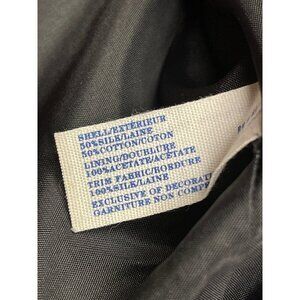 SHELL/EXTÉRIEUR
50%SILK/LAINE
50%COTTON/COTON
LINING/DOUBLURE
100%ACETATE/ACETATE
TRIM FABRIC/BORDURE
100%SILK/LAINE
EXCLUSIVE OF DECORAT
GARNITURE NON COMP